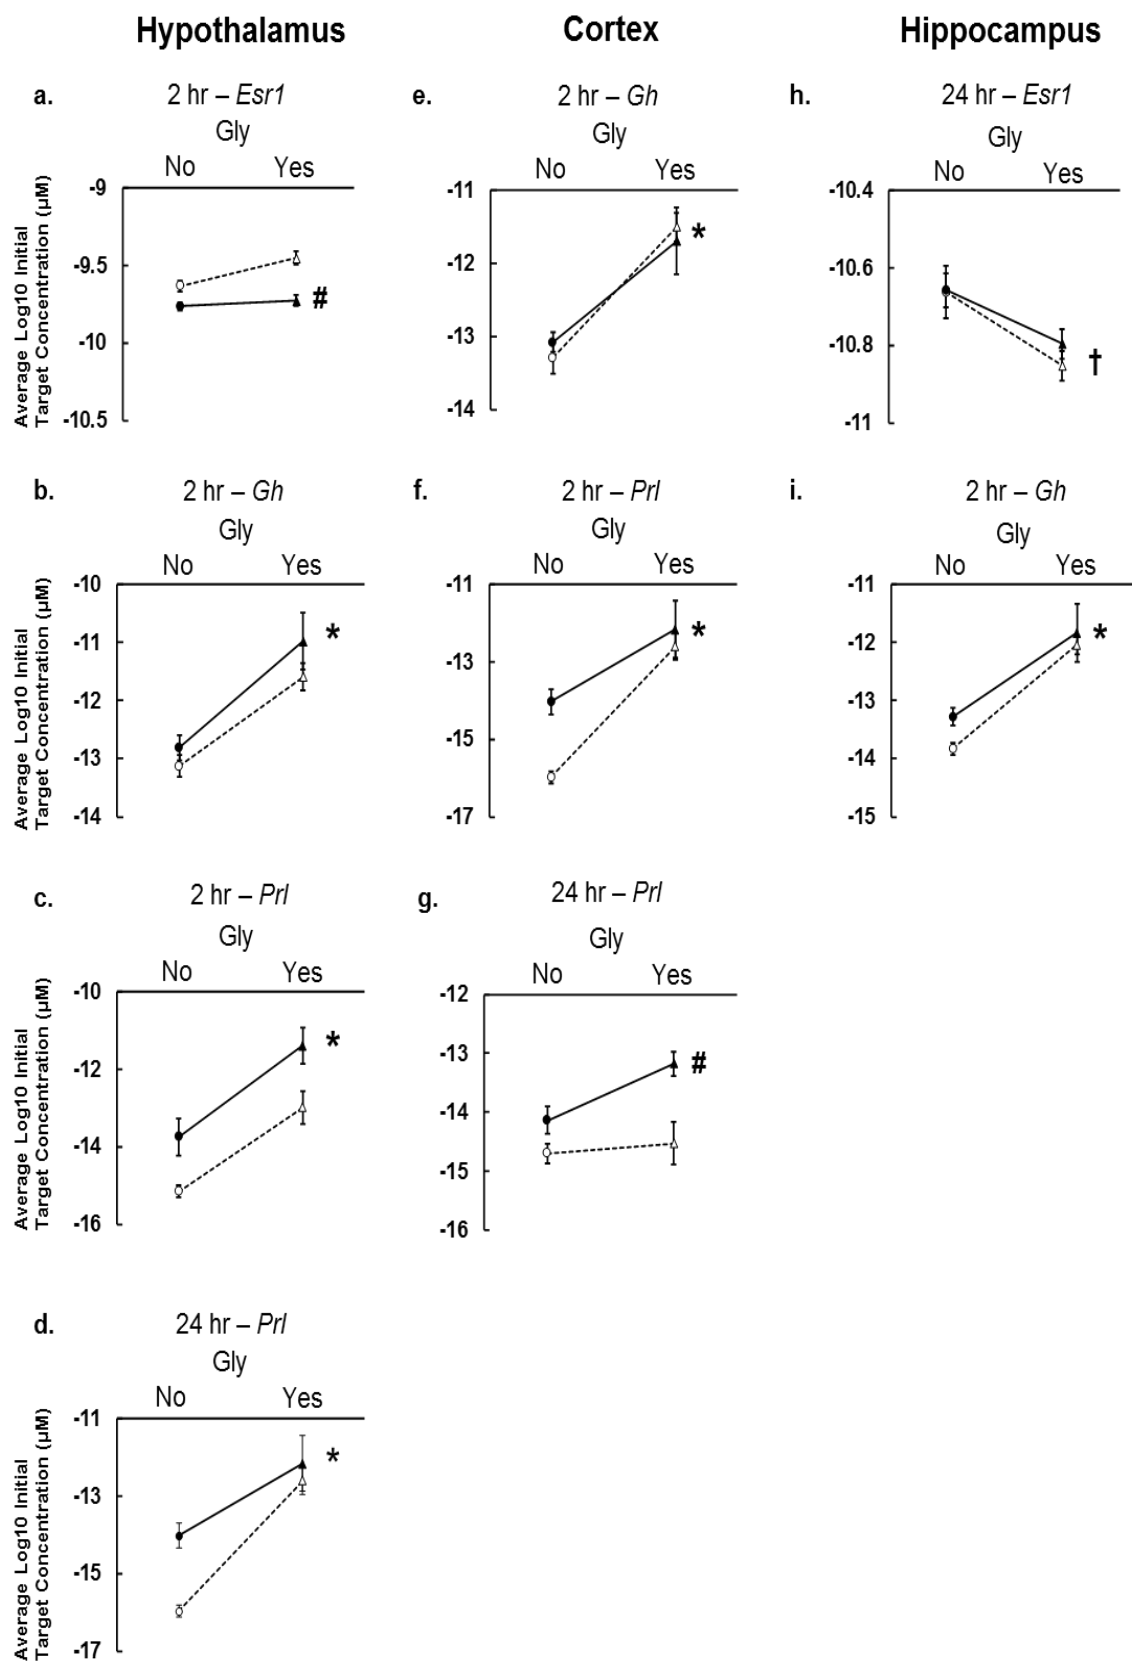 Hypothalamus
Cortex
Hippocampus
a.
2 hr – Esr1
Gly
No Yes
Average Log10 Initial
Target Concentration (µM)
-9
-9.5
-10
-10.5
#
e.
2 hr – Gh
Gly
No Yes
-11
-12
-13
-14
*
h.
24 hr – Esr1
Gly
No Yes
-10.4
-10.6
-10.8
-11
†
b.
2 hr – Gh
Gly
No Yes
Average Log10 Initial
Target Concentration (µM)
-10
-11
-12
-13
-14
*
f.
2 hr – Prl
Gly
No Yes
-11
-13
-15
-17
*
i.
2 hr – Gh
Gly
No Yes
-11
-12
-13
-14
-15
*
c.
2 hr – Prl
Gly
No Yes
Average Log10 Initial
Target Concentration (µM)
-10
-12
-14
-16
*
g.
24 hr – Prl
Gly
No Yes
-12
-13
-14
-15
-16
#
d.
24 hr – Prl
Gly
No Yes
Average Log10 Initial
Target Concentration (µM)
-11
-13
-15
-17
*